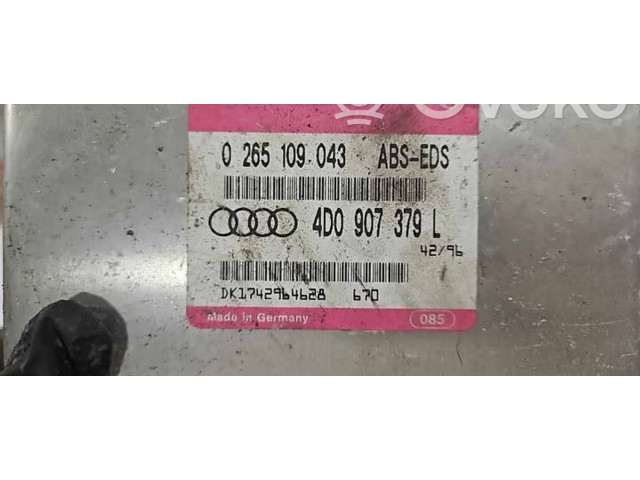 0 265 109 043 ABS-EDS
4D0 907 379 L
42/96
DK1742964628 670
Made in Germany 085